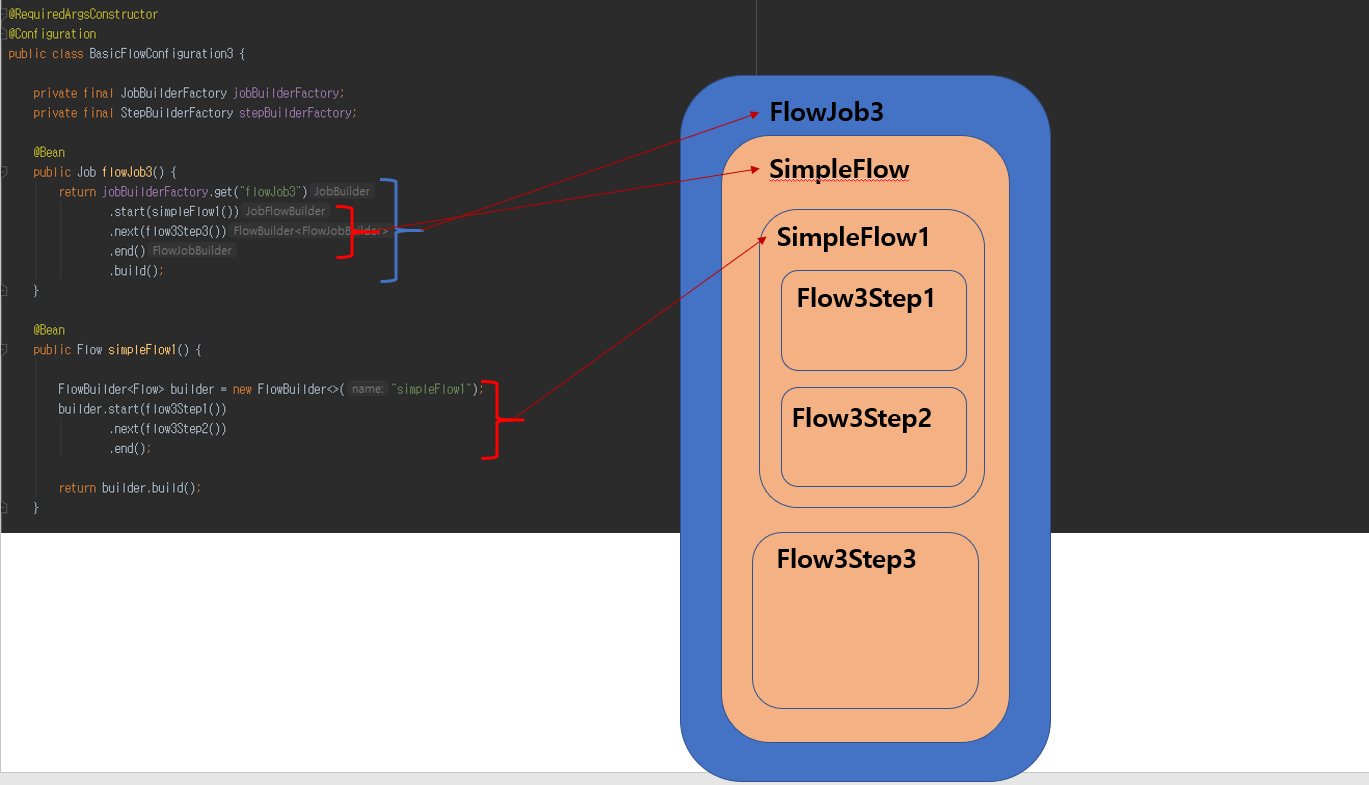 @RequiredArgsConstructor
@Configuration
public class BasicFlowConfiguration3 {
private final JobBuilderFactory jobBuilderFactory;
private final StepBuilderFactory stepBuilderFactory;
@Bean
public Job flowJob3() {
return jobBuilderFactory.get("flowJob3") JobBuilder
.start(simpleFlow1()) JobFlowBuilder
.next(flow3Step3()) FlowBuilder<FlowJobBuilder>
.end() FlowJobBuilder
.build();
}
@Bean
public Flow simpleFlow1() {
FlowBuilder<Flow> builder = new FlowBuilder<>( name: "simpleFlow1");
builder.start(flow3Step1())
.next(flow3Step2())
.end();
return builder.build();
}
FlowJob3
SimpleFlow
SimpleFlow1
Flow3Step1
Flow3Step2
Flow3Step3